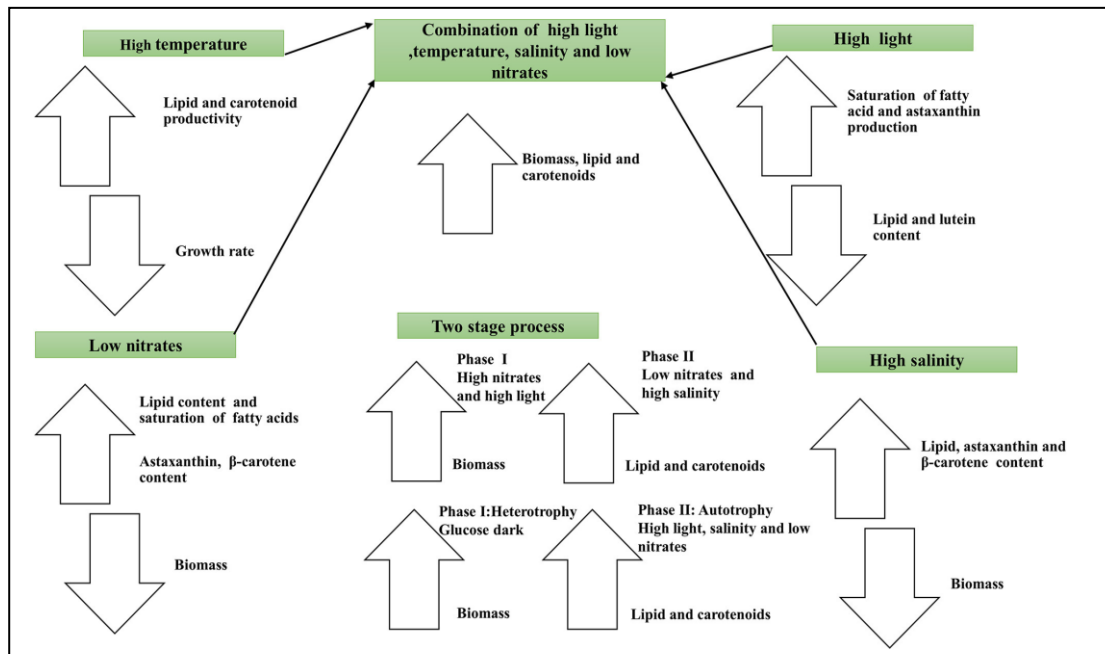 High temperature
Lipid and carotenoid
productivity
Growth rate
Combination of high light
,temperature, salinity and low
nitrates
Biomass, lipid and
carotenoids
High light
Saturation of fatty
acid and astaxanthin
production
Lipid and lutein
content
Low nitrates
Lipid content and
saturation of fatty acids
Astaxanthin, β-carotene
content
Biomass
Two stage process
Phase I
High nitrates
and high light
Biomass
Phase II
Low nitrates and
high salinity
Lipid and carotenoids
Phase I:Heterotrophy
Glucose dark
Biomass
Phase II: Autotrophy
High light, salinity and low
nitrates
Lipid and carotenoids
High salinity
Lipid, astaxanthin and
β-carotene content
Biomass